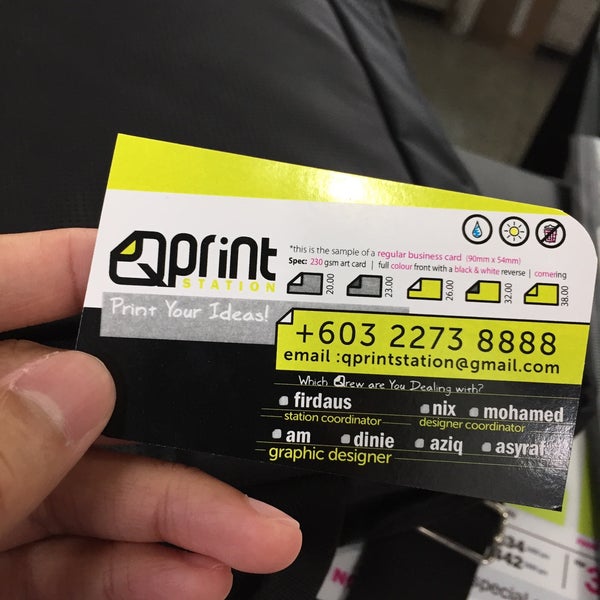 Qprint
STATION
Print Your Ideas!
*this is the sample of a regular business card (90mm x 54mm)
Spec: 230 gsm art card | full colour front with a black & white reverse | cornering
20.00 23.00 26.00 32.00 38.00
+603 2273 8888
email :qprintstation@gmail.com
Which Qrew are You Dealing with?
firdaus nix mohamed
station coordinator designer coordinator
am dinie aziq asyraf
graphic designer